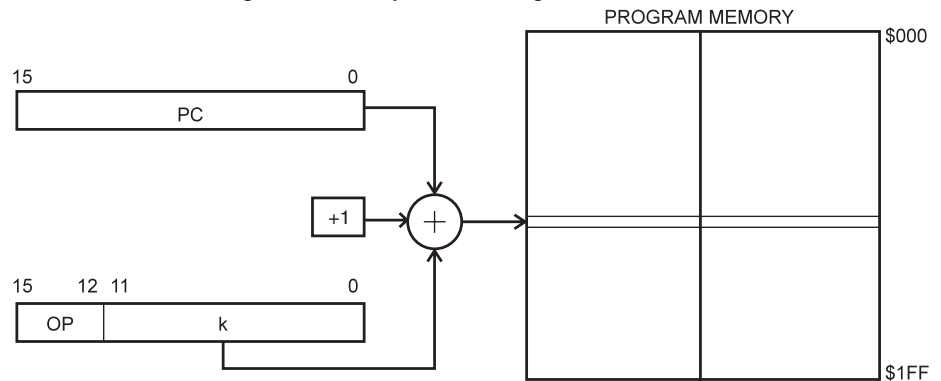 PROGRAM MEMORY
$000
15 0
PC
+1
15 12 11 0
OP k
$1FF